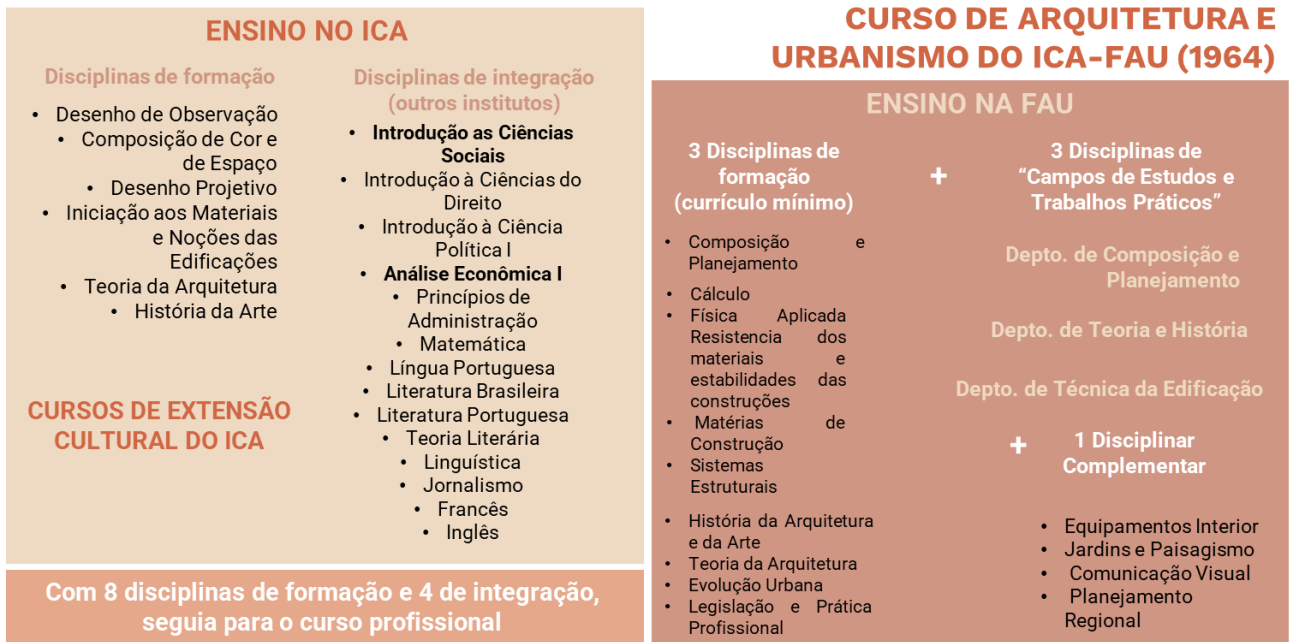 CURSO DE ARQUITETURA E
URBANISMO DO ICA-FAU (1964)
ENSINO NO ICA
Disciplinas de formação
• Desenho de Observação
• Composição de Cor e
de Espaço
• Desenho Projetivo
• Iniciação aos Materiais
e Noções das
Edificações
• Teoria da Arquitetura
• História da Arte
CURSOS DE EXTENSÃO
CULTURAL DO ICA
Disciplinas de integração
(outros institutos)
• Introdução as Ciências
Sociais
• Introdução à Ciências do
Direito
• Introdução à Ciência
Política I
• Análise Econômica I
• Princípios de
Administração
• Matemática
• Língua Portuguesa
• Literatura Brasileira
• Literatura Portuguesa
• Teoria Literária
• Linguística
• Jornalismo
• Francês
• Inglês
Com 8 disciplinas de formação e 4 de integração,
seguia para o curso profissional
ENSINO NA FAU
3 Disciplinas de
formação
(currículo mínimo)
• Composição e
Planejamento
• Cálculo
• Física Aplicada
Resistencia dos
materiais e
estabilidades das
construções
• Matérias de
Construção
• Sistemas
Estruturais
• História da Arquitetura
e da Arte
• Teoria da Arquitetura
• Evolução Urbana
• Legislação e Prática
Profissional
+
3 Disciplinas de
“Campos de Estudos e
Trabalhos Práticos”
Depto. de Composição e
Planejamento
Depto. de Teoria e História
Depto. de Técnica da Edificação
+ 1 Disciplinar
Complementar
• Equipamentos Interior
• Jardins e Paisagismo
• Comunicação Visual
• Planejamento
Regional